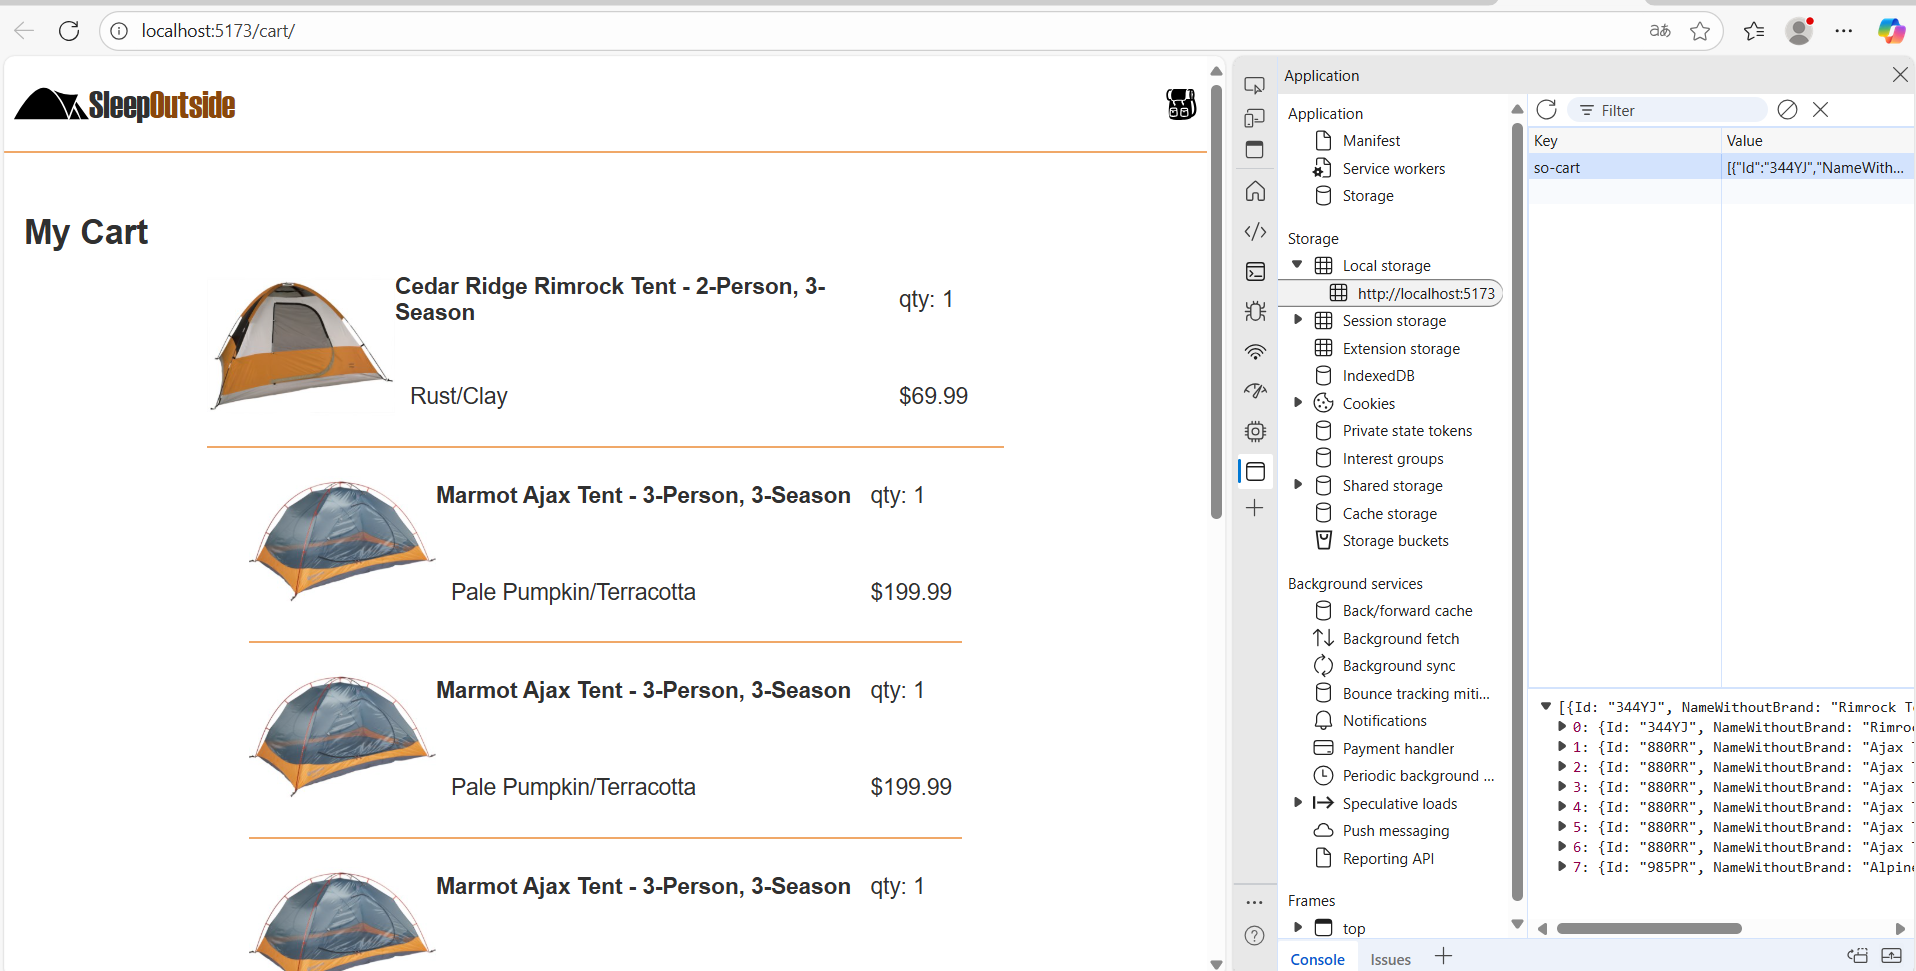 localhost:5173/cart/
SleepOutside
My Cart
Cedar Ridge Rimrock Tent - 2-Person, 3-
Season
qty: 1
Rust/Clay
$69.99
Marmot Ajax Tent - 3-Person, 3-Season
qty: 1
Pale Pumpkin/Terracotta
$199.99
Marmot Ajax Tent - 3-Person, 3-Season
qty: 1
Pale Pumpkin/Terracotta
$199.99
Marmot Ajax Tent - 3-Person, 3-Season
qty: 1
Application
Application
Manifest
Service workers
Storage
Storage
Local storage
http://localhost:5173
Session storage
Extension storage
IndexedDB
Cookies
Private state tokens
Interest groups
Shared storage
Cache storage
Storage buckets
Background services
Back/forward cache
Background fetch
Background sync
Bounce tracking miti...
Notifications
Payment handler
Periodic background ...
Speculative loads
Push messaging
Reporting API
Frames
top
Filter
Key
Value
so-cart
[{"Id":"344YJ","NameWith...
[{Id: "344YJ", NameWithoutBrand: "Rimrock T
0: {Id: "344YJ", NameWithoutBrand: "Rimro
1: {Id: "880RR", NameWithoutBrand: "Ajax
2: {Id: "880RR", NameWithoutBrand: "Ajax
3: {Id: "880RR", NameWithoutBrand: "Ajax
4: {Id: "880RR", NameWithoutBrand: "Ajax
5: {Id: "880RR", NameWithoutBrand: "Ajax
6: {Id: "880RR", NameWithoutBrand: "Ajax
7: {Id: "985PR", NameWithoutBrand: "Alpin
Console
Issues